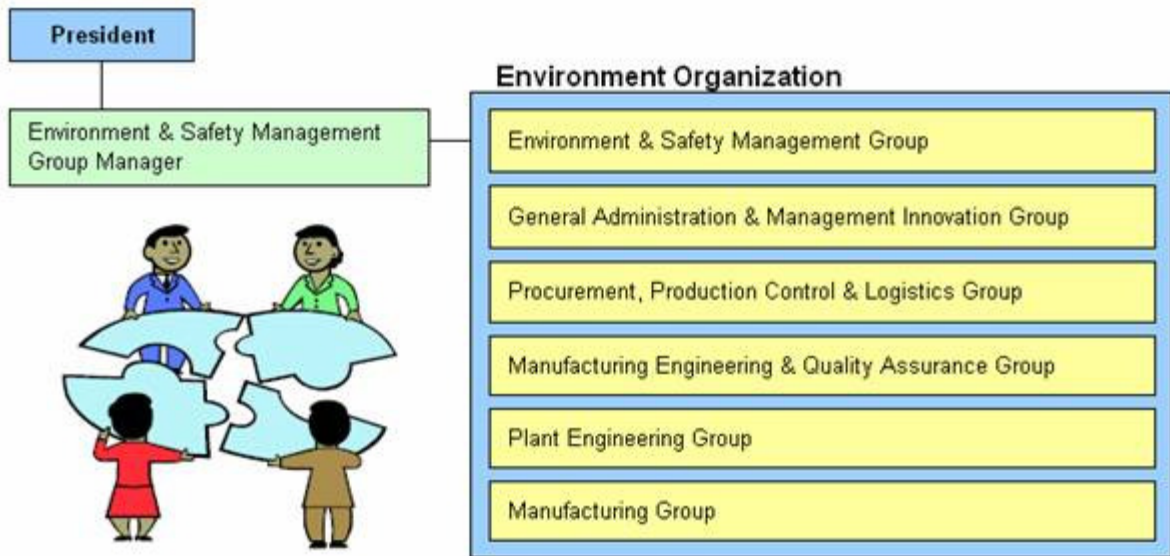 President
Environment & Safety Management
Group Manager
Environment Organization
Environment & Safety Management Group
General Administration & Management Innovation Group
Procurement, Production Control & Logistics Group
Manufacturing Engineering & Quality Assurance Group
Plant Engineering Group
Manufacturing Group